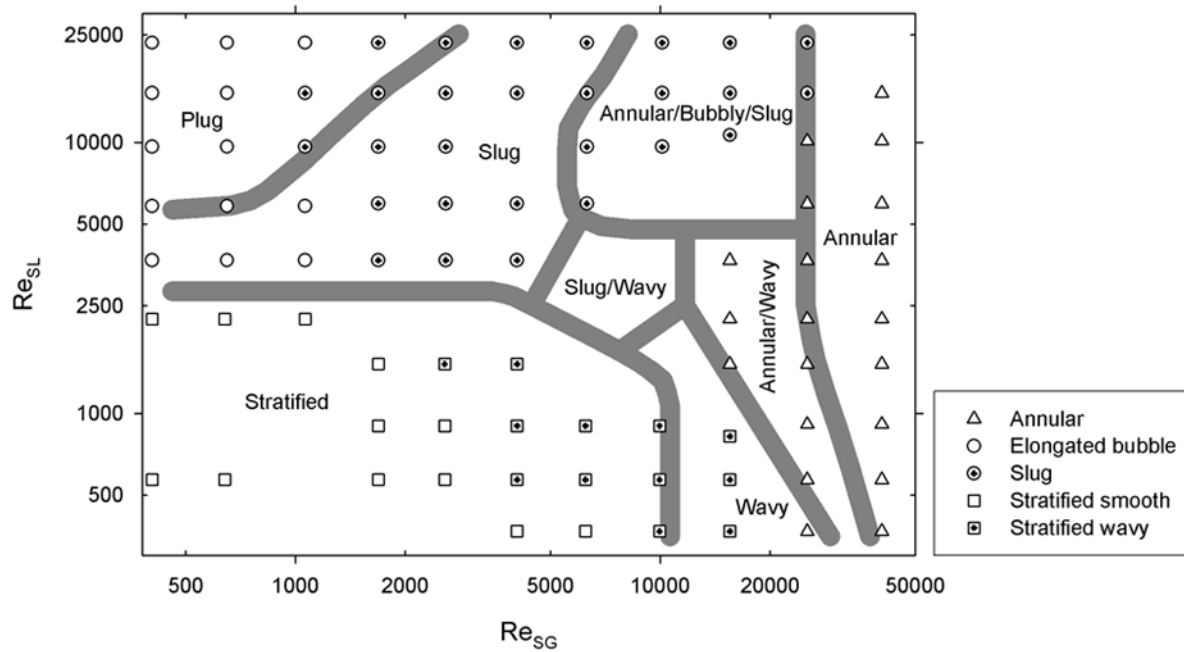 25000
10000
5000
2500
1000
500
Re_SL
Plug
Slug
Annular/Bubbly/Slug
Annular
Slug/Wavy
Annular/Wavy
Stratified
Wavy
500
1000
2000
5000
10000
20000
50000
Re_SG
Annular
Elongated bubble
Slug
Stratified smooth
Stratified wavy